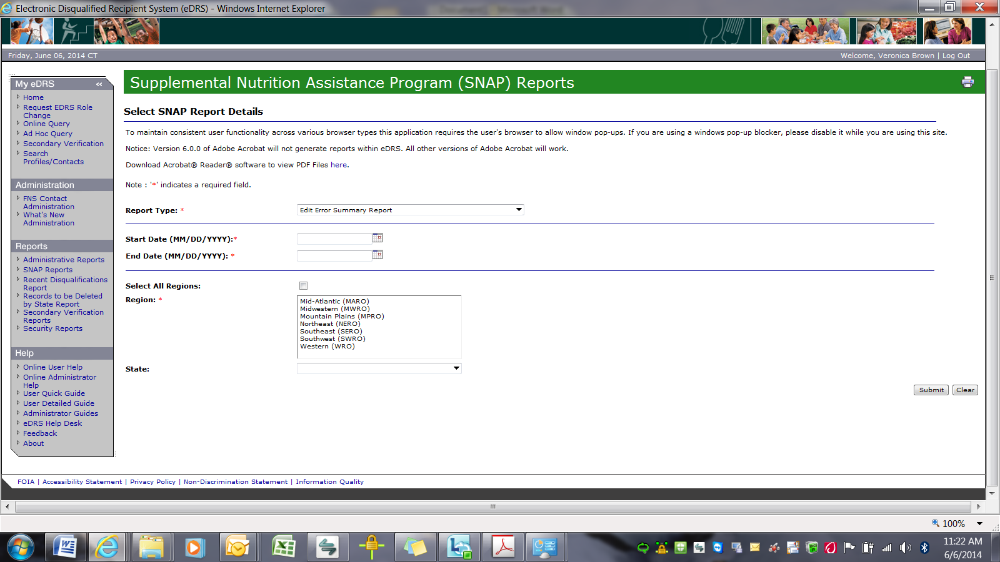 Electronic Disqualified Recipient System (eDRS) - Windows Internet Explorer
Friday, June 06, 2014 CT
Welcome, Veronica Brown | Log Out
My eDRS <<
Home
Request EDRS Role
Change
Online Query
Ad Hoc Query
Secondary Verification
Search
Profiles/Contacts
Administration
FNS Contact
Administration
What's New
Administration
Reports
Administrative Reports
SNAP Reports
Recent Disqualifications
Report
Records to be Deleted
by State Report
Secondary Verification
Reports
Security Reports
Help
Online User Help
Online Administrator
Help
User Quick Guide
User Detailed Guide
Administrator Guides
eDRS Help Desk
Feedback
About
Supplemental Nutrition Assistance Program (SNAP) Reports
Select SNAP Report Details
To maintain consistent user functionality across various browser types this application requires the user's browser to allow window pop-ups. If you are using a windows pop-up blocker, please disable it while you are using this site.
Notice: Version 6.0.0 of Adobe Acrobat will not generate reports within eDRS. All other versions of Adobe Acrobat will work.
Download Acrobat® Reader® software to view PDF Files here.
Note : '*' indicates a required field.
Report Type: * Edit Error Summary Report
Start Date (MM/DD/YYYY):*
End Date (MM/DD/YYYY): *
Select All Regions:
Region: *
Mid-Atlantic (MARO)
Midwestern (MWRO)
Mountain Plains (MPRO)
Northeast (NERO)
Southeast (SERO)
Southwest (SWRO)
Western (WRO)
State:
Submit Clear
FOIA | Accessibility Statement | Privacy Policy | Non-Discrimination Statement | Information Quality
100%
11:22 AM
6/6/2014